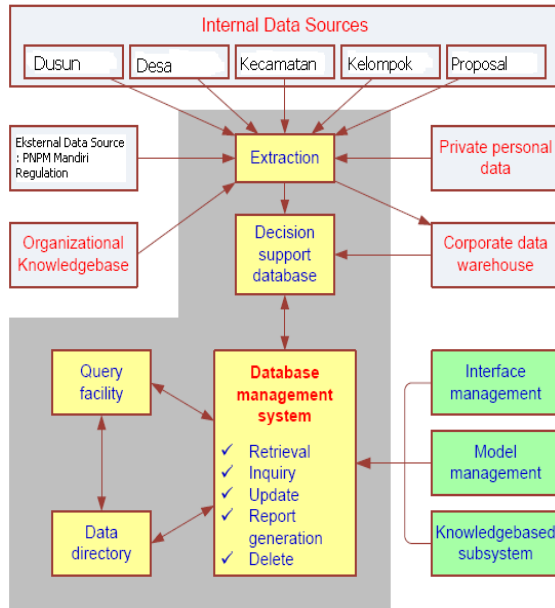 Internal Data Sources
Dusun
Desa
Kecamatan
Kelompok
Proposal
Eksternal Data Source
: PNPM Mandiri
Regulation
Extraction
Private personal
data
Organizational
Knowledgebase
Decision
support
database
Corporate data
warehouse
Query
facility
Database
management
system
✓ Retrieval
✓ Inquiry
✓ Update
✓ Report
generation
✓ Delete
Interface
management
Model
management
Data
directory
Knowledgebased
subsystem